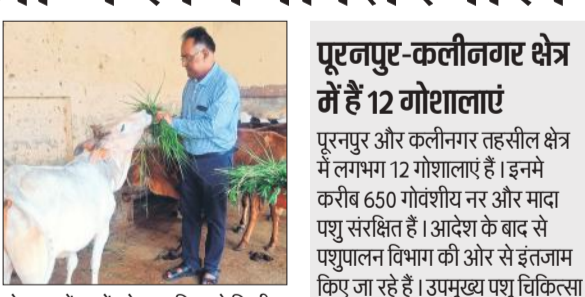 पूरनपुर-कलीनगर क्षेत्र
में हैं 12 गोशालाएं
पूरनपुर और कलीनगर तहसील क्षेत्र
में लगभग 12 गोशालाएं हैं। इनमे
करीब 650 गोवंशीय नर और मादा
पशु संरक्षित हैं। आदेश के बाद से
पशुपालन विभाग की ओर से इंतजाम
किए जा रहे हैं। उपमुख्य पशु चिकित्सा